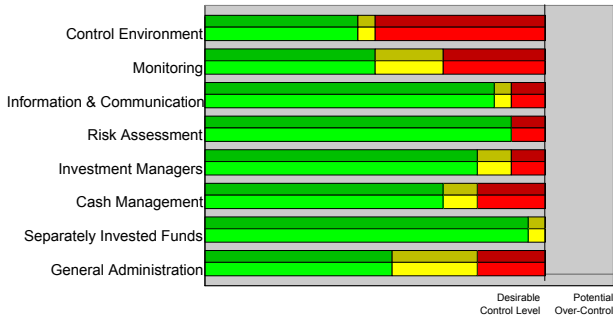 Control Environment
Monitoring
Information & Communication
Risk Assessment
Investment Managers
Cash Management
Separately Invested Funds
General Administration
Desirable Potential
Control Level Over-Control